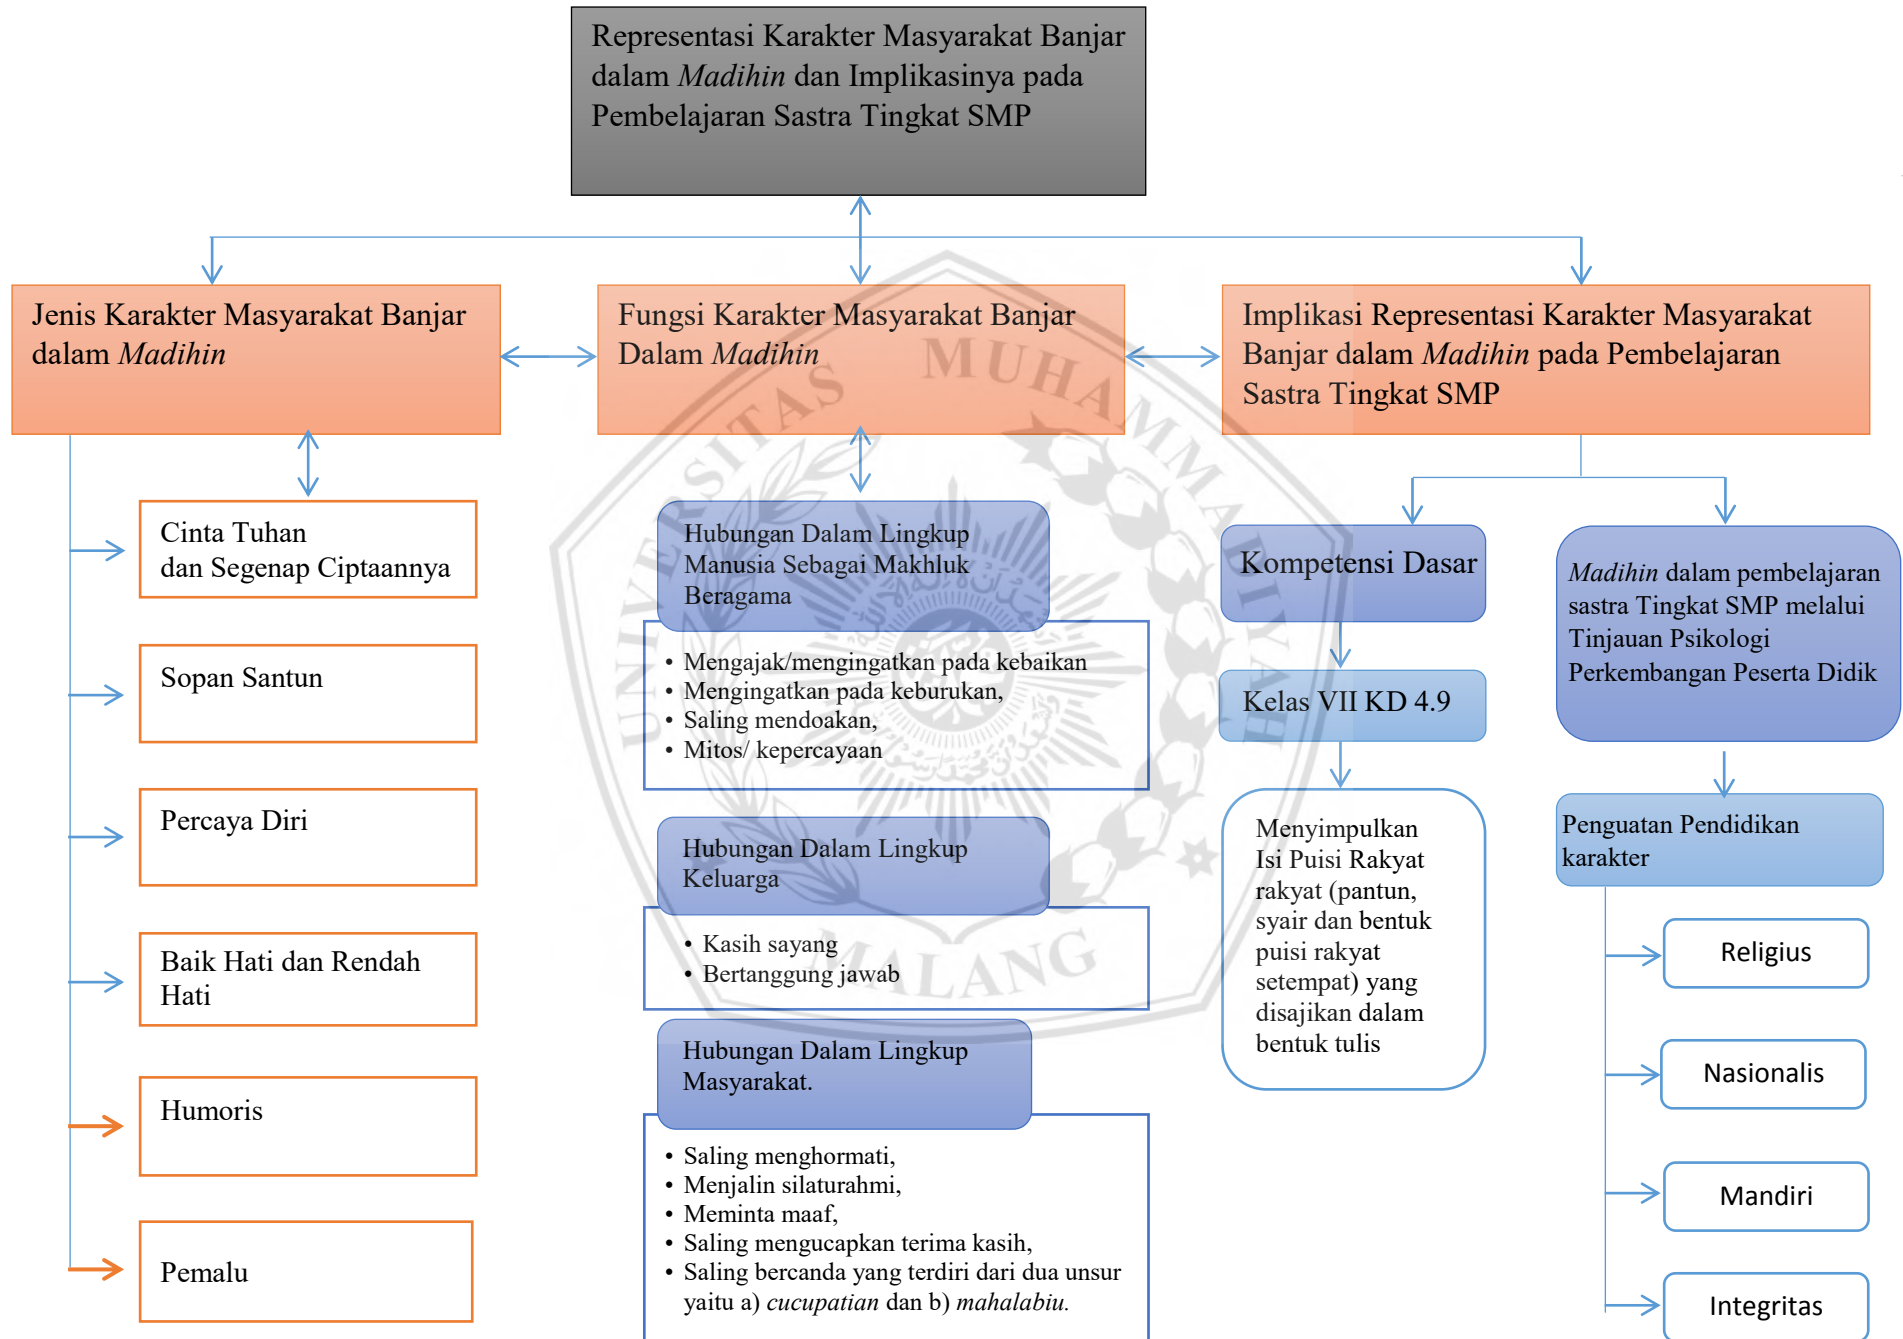 Representasi Karakter Masyarakat Banjar
dalam Madihin dan Implikasinya pada
Pembelajaran Sastra Tingkat SMP
Jenis Karakter Masyarakat Banjar
dalam Madihin
Fungsi Karakter Masyarakat Banjar
Dalam Madihin
Implikasi Representasi Karakter Masyarakat
Banjar dalam Madihin pada Pembelajaran
Sastra Tingkat SMP
Cinta Tuhan
dan Segenap Ciptaannya
Sopan Santun
Percaya Diri
Baik Hati dan Rendah
Hati
Humoris
Pemalu
Hubungan Dalam Lingkup
Manusia Sebagai Makhluk
Beragama
• Mengajak/mengingatkan pada kebaikan
• Mengingatkan pada keburukan,
• Saling mendoakan,
• Mitos/ kepercayaan
Hubungan Dalam Lingkup
Keluarga
• Kasih sayang
• Bertanggung jawab
Hubungan Dalam Lingkup
Masyarakat.
• Saling menghormati,
• Menjalin silaturahmi,
• Meminta maaf,
• Saling mengucapkan terima kasih,
• Saling bercanda yang terdiri dari dua unsur
yaitu a) cucupatian dan b) mahalabiu.
Kompetensi Dasar
Kelas VII KD 4.9
Menyimpulkan
Isi Puisi Rakyat
rakyat (pantun,
syair dan bentuk
puisi rakyat
setempat) yang
disajikan dalam
bentuk tulis
Madihin dalam pembelajaran
sastra Tingkat SMP melalui
Tinjauan Psikologi
Perkembangan Peserta Didik
Penguatan Pendidikan
karakter
Religius
Nasionalis
Mandiri
Integritas
UNIVERSITAS MUHAMMADIYAH
MALANG